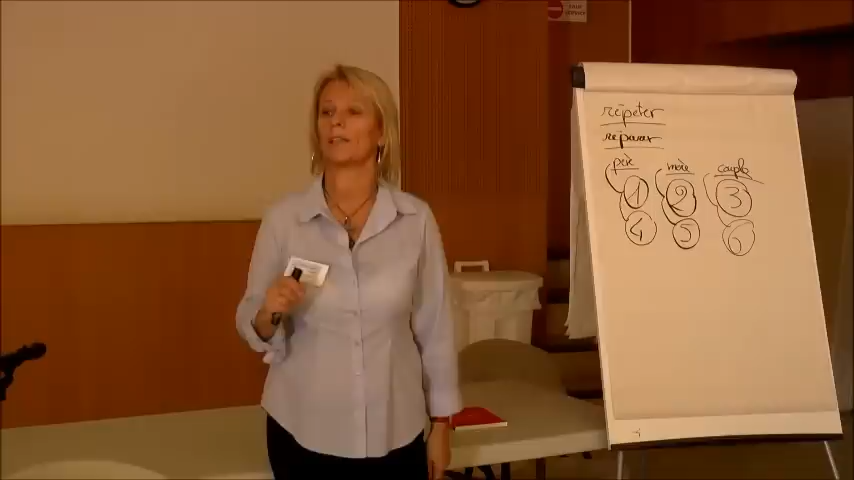 répéter
réparer
père mère couple
1 2 3
4 5 6